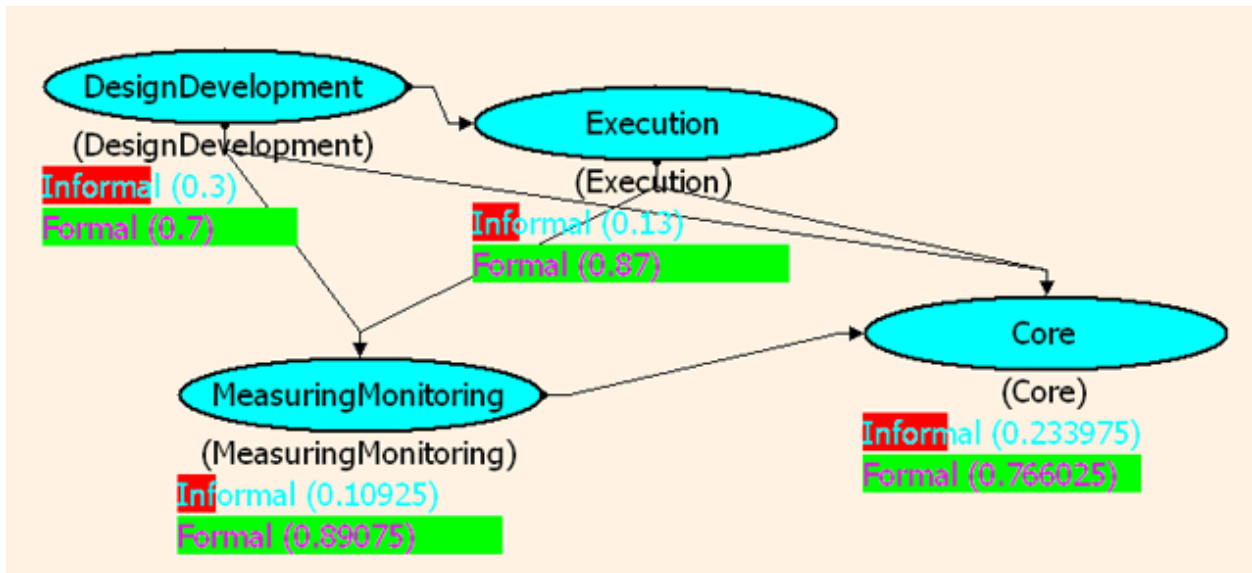 DesignDevelopment
(DesignDevelopment)
Informal (0.3)
Formal (0.7)
Execution
(Execution)
Informal (0.13)
Formal (0.87)
MeasuringMonitoring
(MeasuringMonitoring)
Informal (0.10925)
Formal (0.89075)
Core
(Core)
Informal (0.233975)
Formal (0.766025)